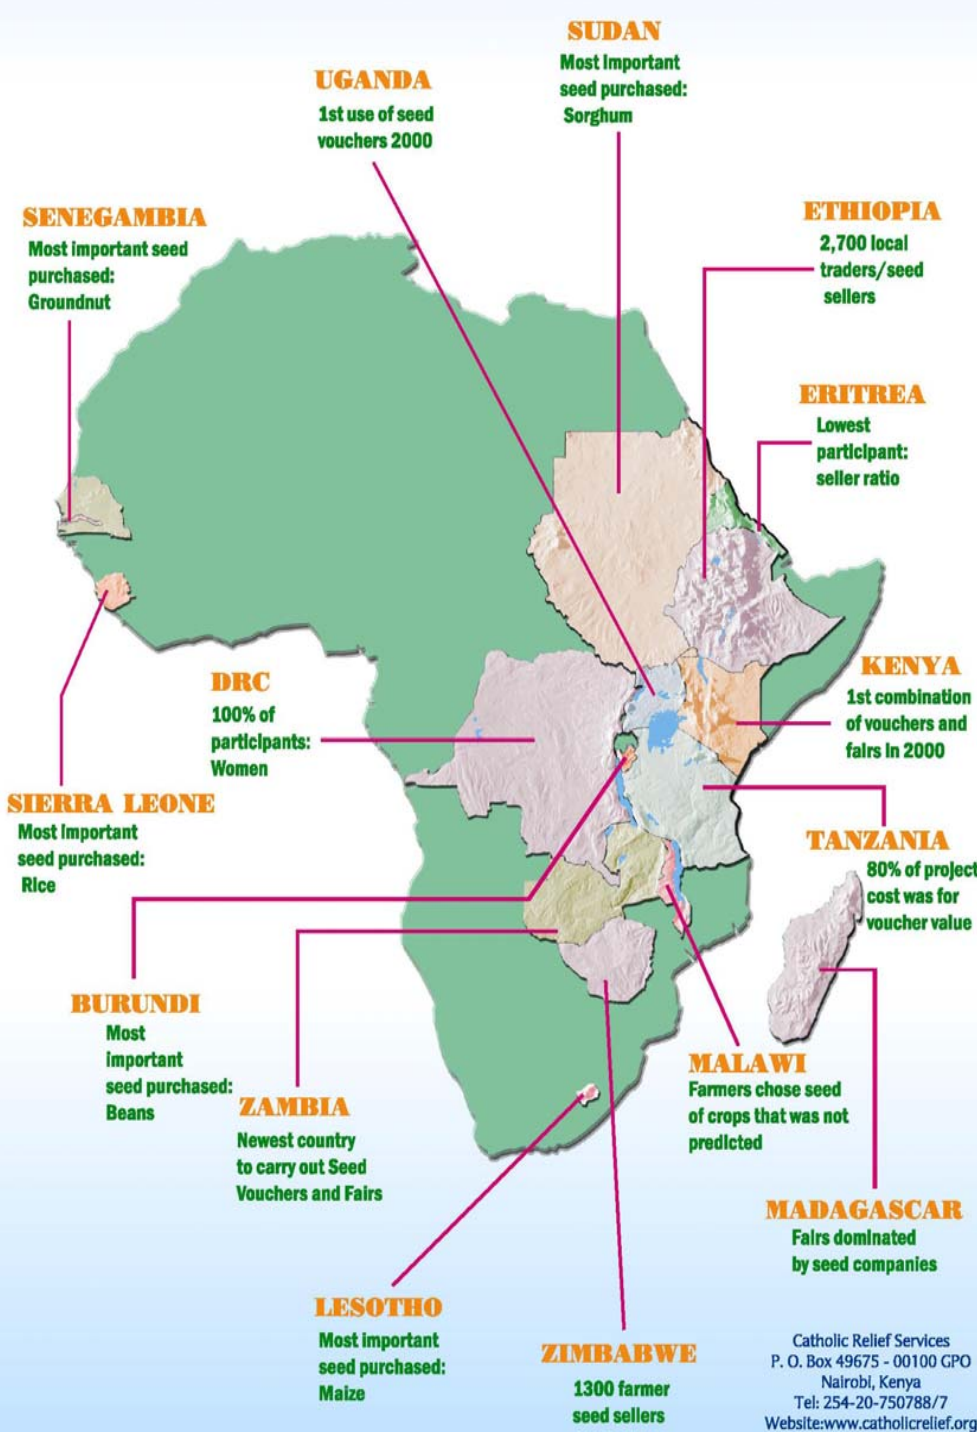 SUDAN
Most Important
seed purchased:
Sorghum
UGANDA
1st use of seed
vouchers 2000
SENEGAMBIA
Most important seed
purchased:
Groundnut
ETHIOPIA
2,700 local
traders/seed
sellers
ERITREA
Lowest
participant:
seller ratio
KENYA
1st combination
of vouchers and
fairs in 2000
DRC
100% of
participants:
Women
SIERRA LEONE
Most Important
seed purchased:
Rice
TANZANIA
80% of project
cost was for
voucher value
BURUNDI
Most
important
seed purchased:
Beans
ZAMBIA
Newest country
to carry out Seed
Vouchers and Fairs
MALAWI
Farmers chose seed
of crops that was not
predicted
MADAGASCAR
Fairs dominated
by seed companies
LESOTHO
Most important
seed purchased:
Maize
ZIMBABWE
1300 farmer
seed sellers
Catholic Relief Services
P. O. Box 49675 - 00100 GPO
Nairobi, Kenya
Tel: 254-20-750788/7
Website:www.catholicrelief.org